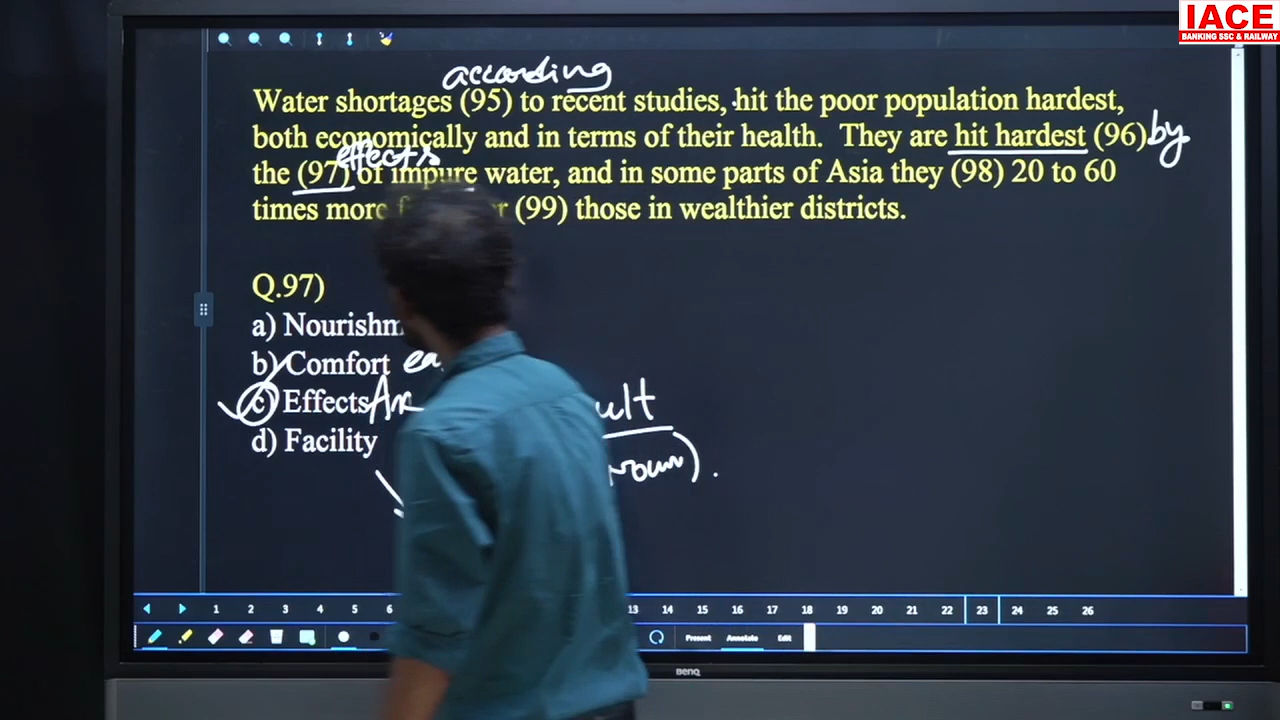 IACE
BANKING SSC & RAILWAY
according
Water shortages (95) to recent studies, hit the poor population hardest,
both economically and in terms of their health. They are hit hardest (96) by
effects
the (97) of impure water, and in some parts of Asia they (98) 20 to 60
times more (99) those in wealthier districts.
Q.97)
a)
b) Comfort
c) Effects
d) Facility
noun).
1 2 3 4 5 6 13 14 15 16 17 18 19 20 21 22 23 24 25 26
Present Annotate Edit
BenQ